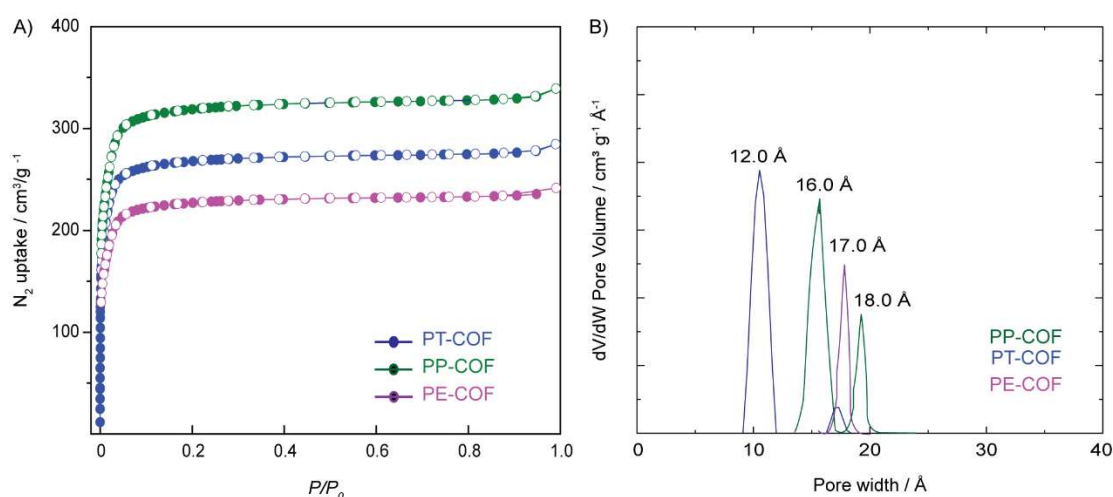 A)
400
300
200
100
N₂ uptake / cm³/g⁻¹
PT-COF
PP-COF
PE-COF
0
0.2
0.4
0.6
0.8
1.0
P/P₀
B)
dV/dW Pore Volume / cm³ g⁻¹ Å⁻¹
12.0 Å
16.0 Å
17.0 Å
18.0 Å
PP-COF
PT-COF
PE-COF
0
10
20
30
40
Pore width / Å